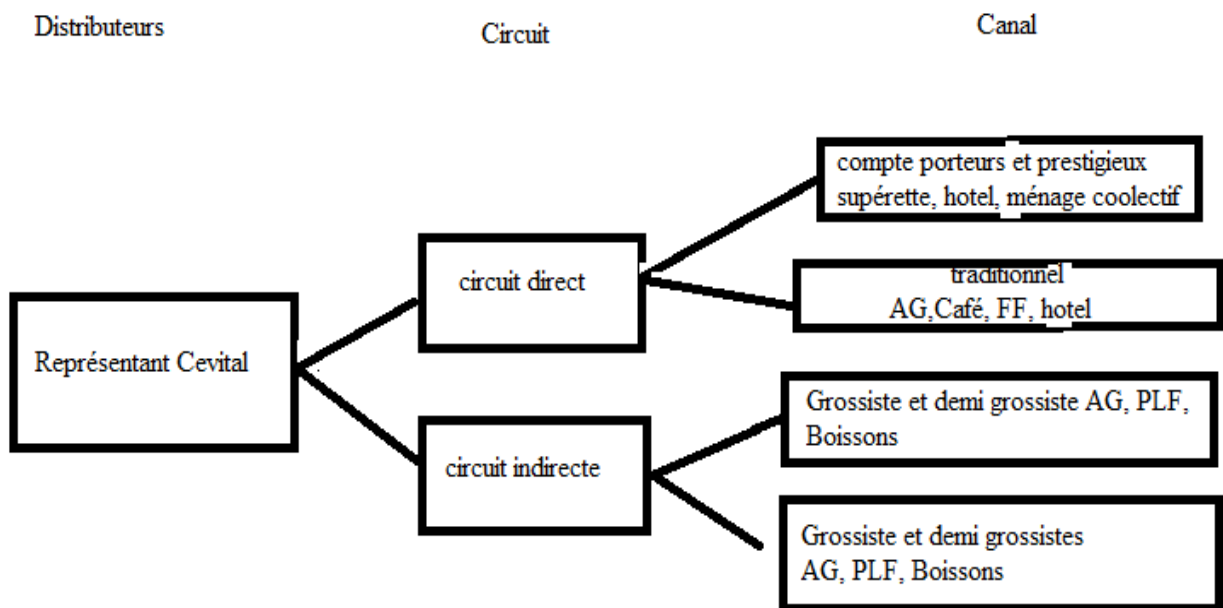 Distributeurs
Circuit
Canal
compte porteurs et prestigieux
supérette, hotel, ménage coolectif
circuit direct
traditionnel
AG,Café, FF, hotel
Représentant Cevital
Grossiste et demi grossiste AG, PLF,
Boissons
circuit indirecte
Grossiste et demi grossistes
AG, PLF, Boissons